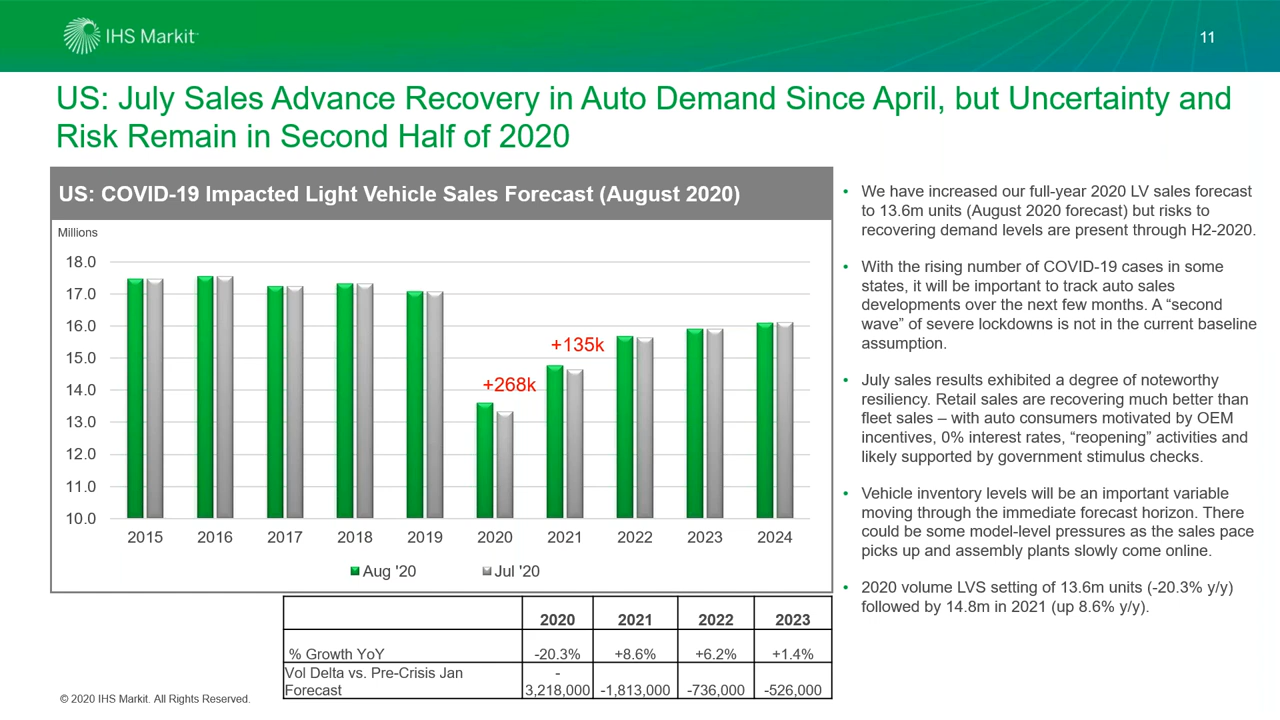 IHS Markit™
11
US: July Sales Advance Recovery in Auto Demand Since April, but Uncertainty and
Risk Remain in Second Half of 2020
US: COVID-19 Impacted Light Vehicle Sales Forecast (August 2020)
Millions
18.0
17.0
16.0
15.0
14.0
13.0
12.0
11.0
10.0
+268k
+135k
2015 2016 2017 2018 2019 2020 2021 2022 2023 2024
Aug '20 Jul '20
2020 2021 2022 2023
% Growth YoY -20.3% +8.6% +6.2% +1.4%
Vol Delta vs. Pre-Crisis Jan -
Forecast 3,218,000 -1,813,000 -736,000 -526,000
• We have increased our full-year 2020 LV sales forecast
to 13.6m units (August 2020 forecast) but risks to
recovering demand levels are present through H2-2020.
• With the rising number of COVID-19 cases in some
states, it will be important to track auto sales
developments over the next few months. A “second
wave” of severe lockdowns is not in the current baseline
assumption.
• July sales results exhibited a degree of noteworthy
resiliency. Retail sales are recovering much better than
fleet sales – with auto consumers motivated by OEM
incentives, 0% interest rates, “reopening” activities and
likely supported by government stimulus checks.
• Vehicle inventory levels will be an important variable
moving through the immediate forecast horizon. There
could be some model-level pressures as the sales pace
picks up and assembly plants slowly come online.
• 2020 volume LVS setting of 13.6m units (-20.3% y/y)
followed by 14.8m in 2021 (up 8.6% y/y).
© 2020 IHS Markit. All Rights Reserved.